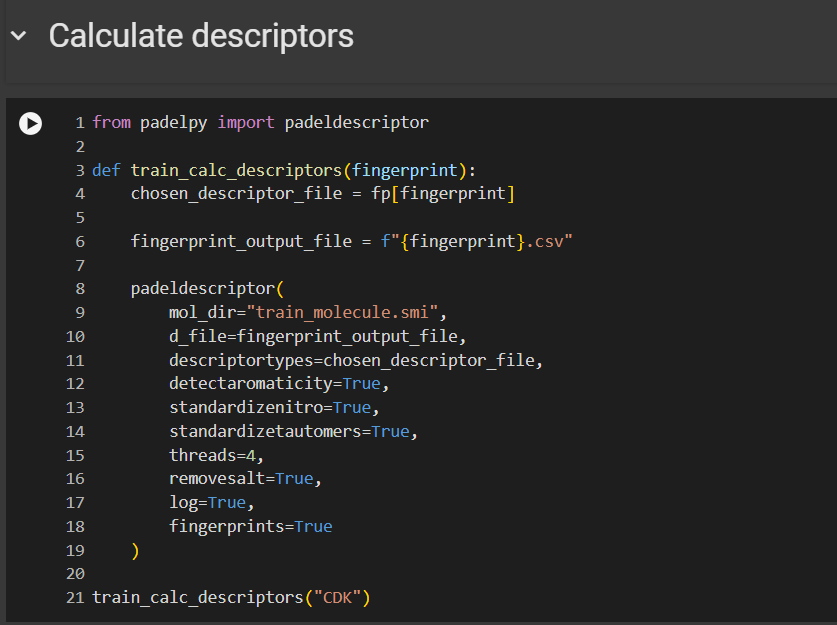 Calculate descriptors
1 from padelpy import padeldescriptor
2
3 def train_calc_descriptors(fingerprint):
4     chosen_descriptor_file = fp[fingerprint]
5
6     fingerprint_output_file = f"{fingerprint}.csv"
7
8     padeldescriptor(
9         mol_dir="train_molecule.smi",
10         d_file=fingerprint_output_file,
11         descriptortypes=chosen_descriptor_file,
12         detectaromaticity=True,
13         standardizenitro=True,
14         standardizetautomers=True,
15         threads=4,
16         removesalt=True,
17         log=True,
18         fingerprints=True
19     )
20
21 train_calc_descriptors("CDK")